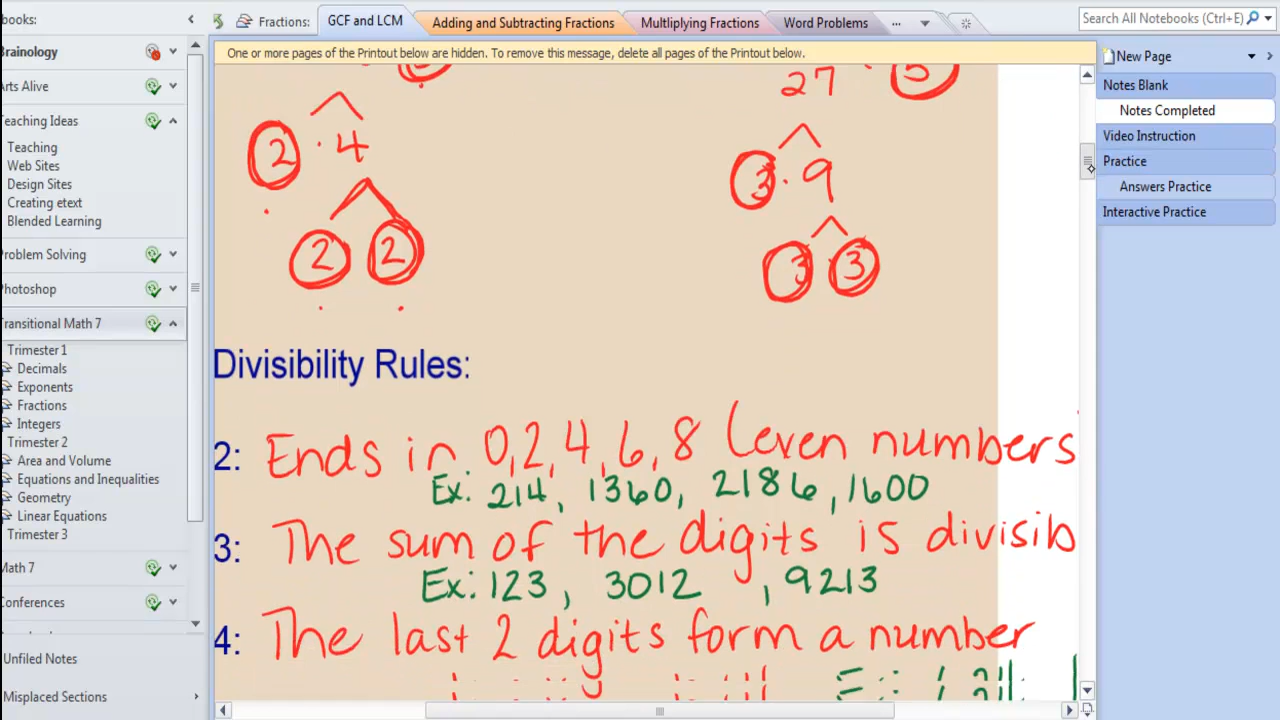 books:
Fractions:
GCF and LCM
Adding and Subtracting Fractions
Multliplying Fractions
Word Problems
...
Search All Notebooks (Ctrl+E)
One or more pages of the Printout below are hidden. To remove this message, delete all pages of the Printout below.
Brainology
Arts Alive
Teaching Ideas
Teaching
Web Sites
Design Sites
Creating etext
Blended Learning
Problem Solving
Photoshop
Transitional Math 7
Trimester 1
Decimals
Exponents
Fractions
Integers
Trimester 2
Area and Volume
Equations and Inequalities
Geometry
Linear Equations
Trimester 3
Math 7
Conferences
Unfiled Notes
Misplaced Sections
2 · 4
2 2
27 · 5
3 · 9
3 3
Divisibility Rules:
2: Ends in 0, 2, 4, 6, 8 (even numbers
Ex: 214, 1360, 2186, 1600
3: The sum of the digits is divisib
Ex: 123, 3012 , 9213
4: The last 2 digits form a number
New Page
Notes Blank
Notes Completed
Video Instruction
Practice
Answers Practice
Interactive Practice